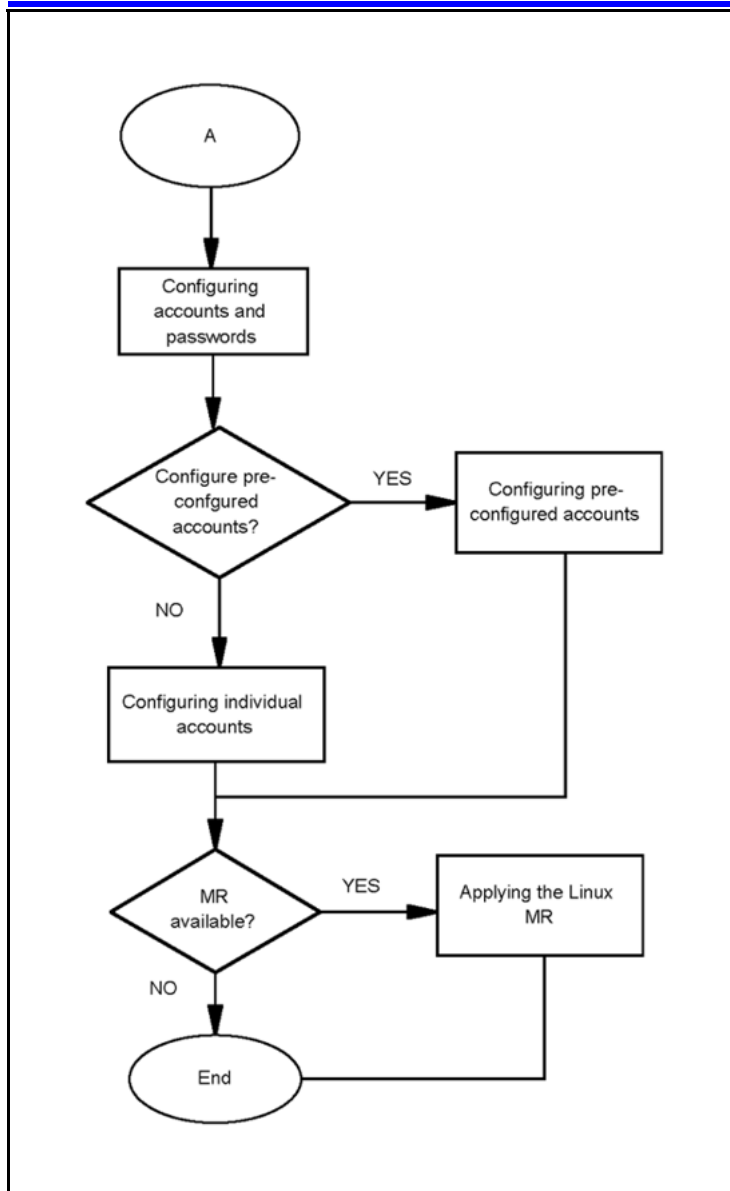 A
Configuring
accounts and
passwords
Configure pre-
confgured
accounts?
YES
Configuring pre-
configured accounts
NO
Configuring individual
accounts
MR
available?
YES
Applying the Linux
MR
NO
End